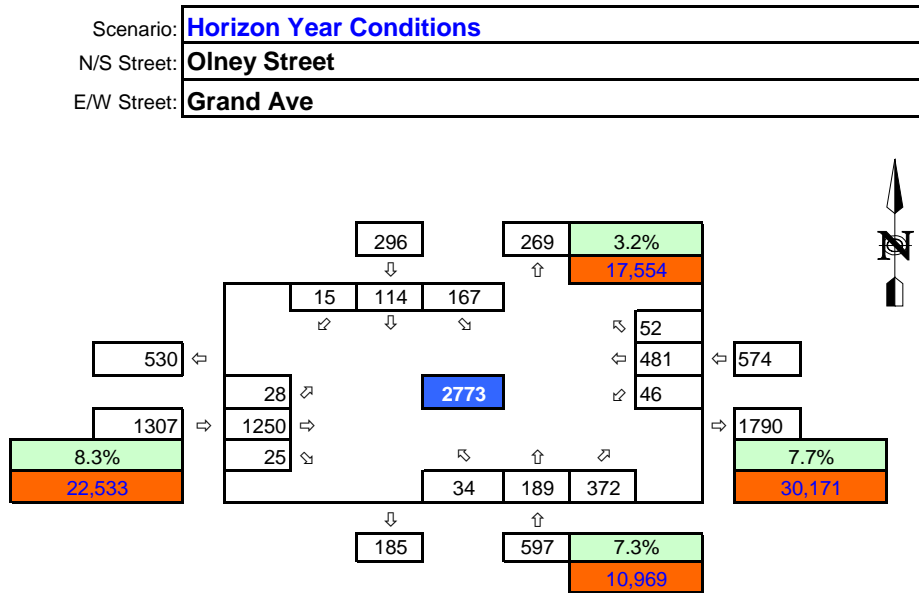 Scenario: Horizon Year Conditions
N/S Street: Olney Street
E/W Street: Grand Ave
N
296 269 3.2%
⇩ ⇧ 17,554
15 114 167
⬃ ⇩ ⬂ ⬁ 52
530 ⇦ ⇦ 481 ⇦ 574
28 ⬀ 2773 ⬃ 46
1307 ⇨ 1250 ⇨ ⇨ 1790
8.3% 25 ⬂ ⬁ ⇧ ⬀ 7.7%
22,533 34 189 372 30,171
⇩ ⇧
185 597 7.3%
10,969